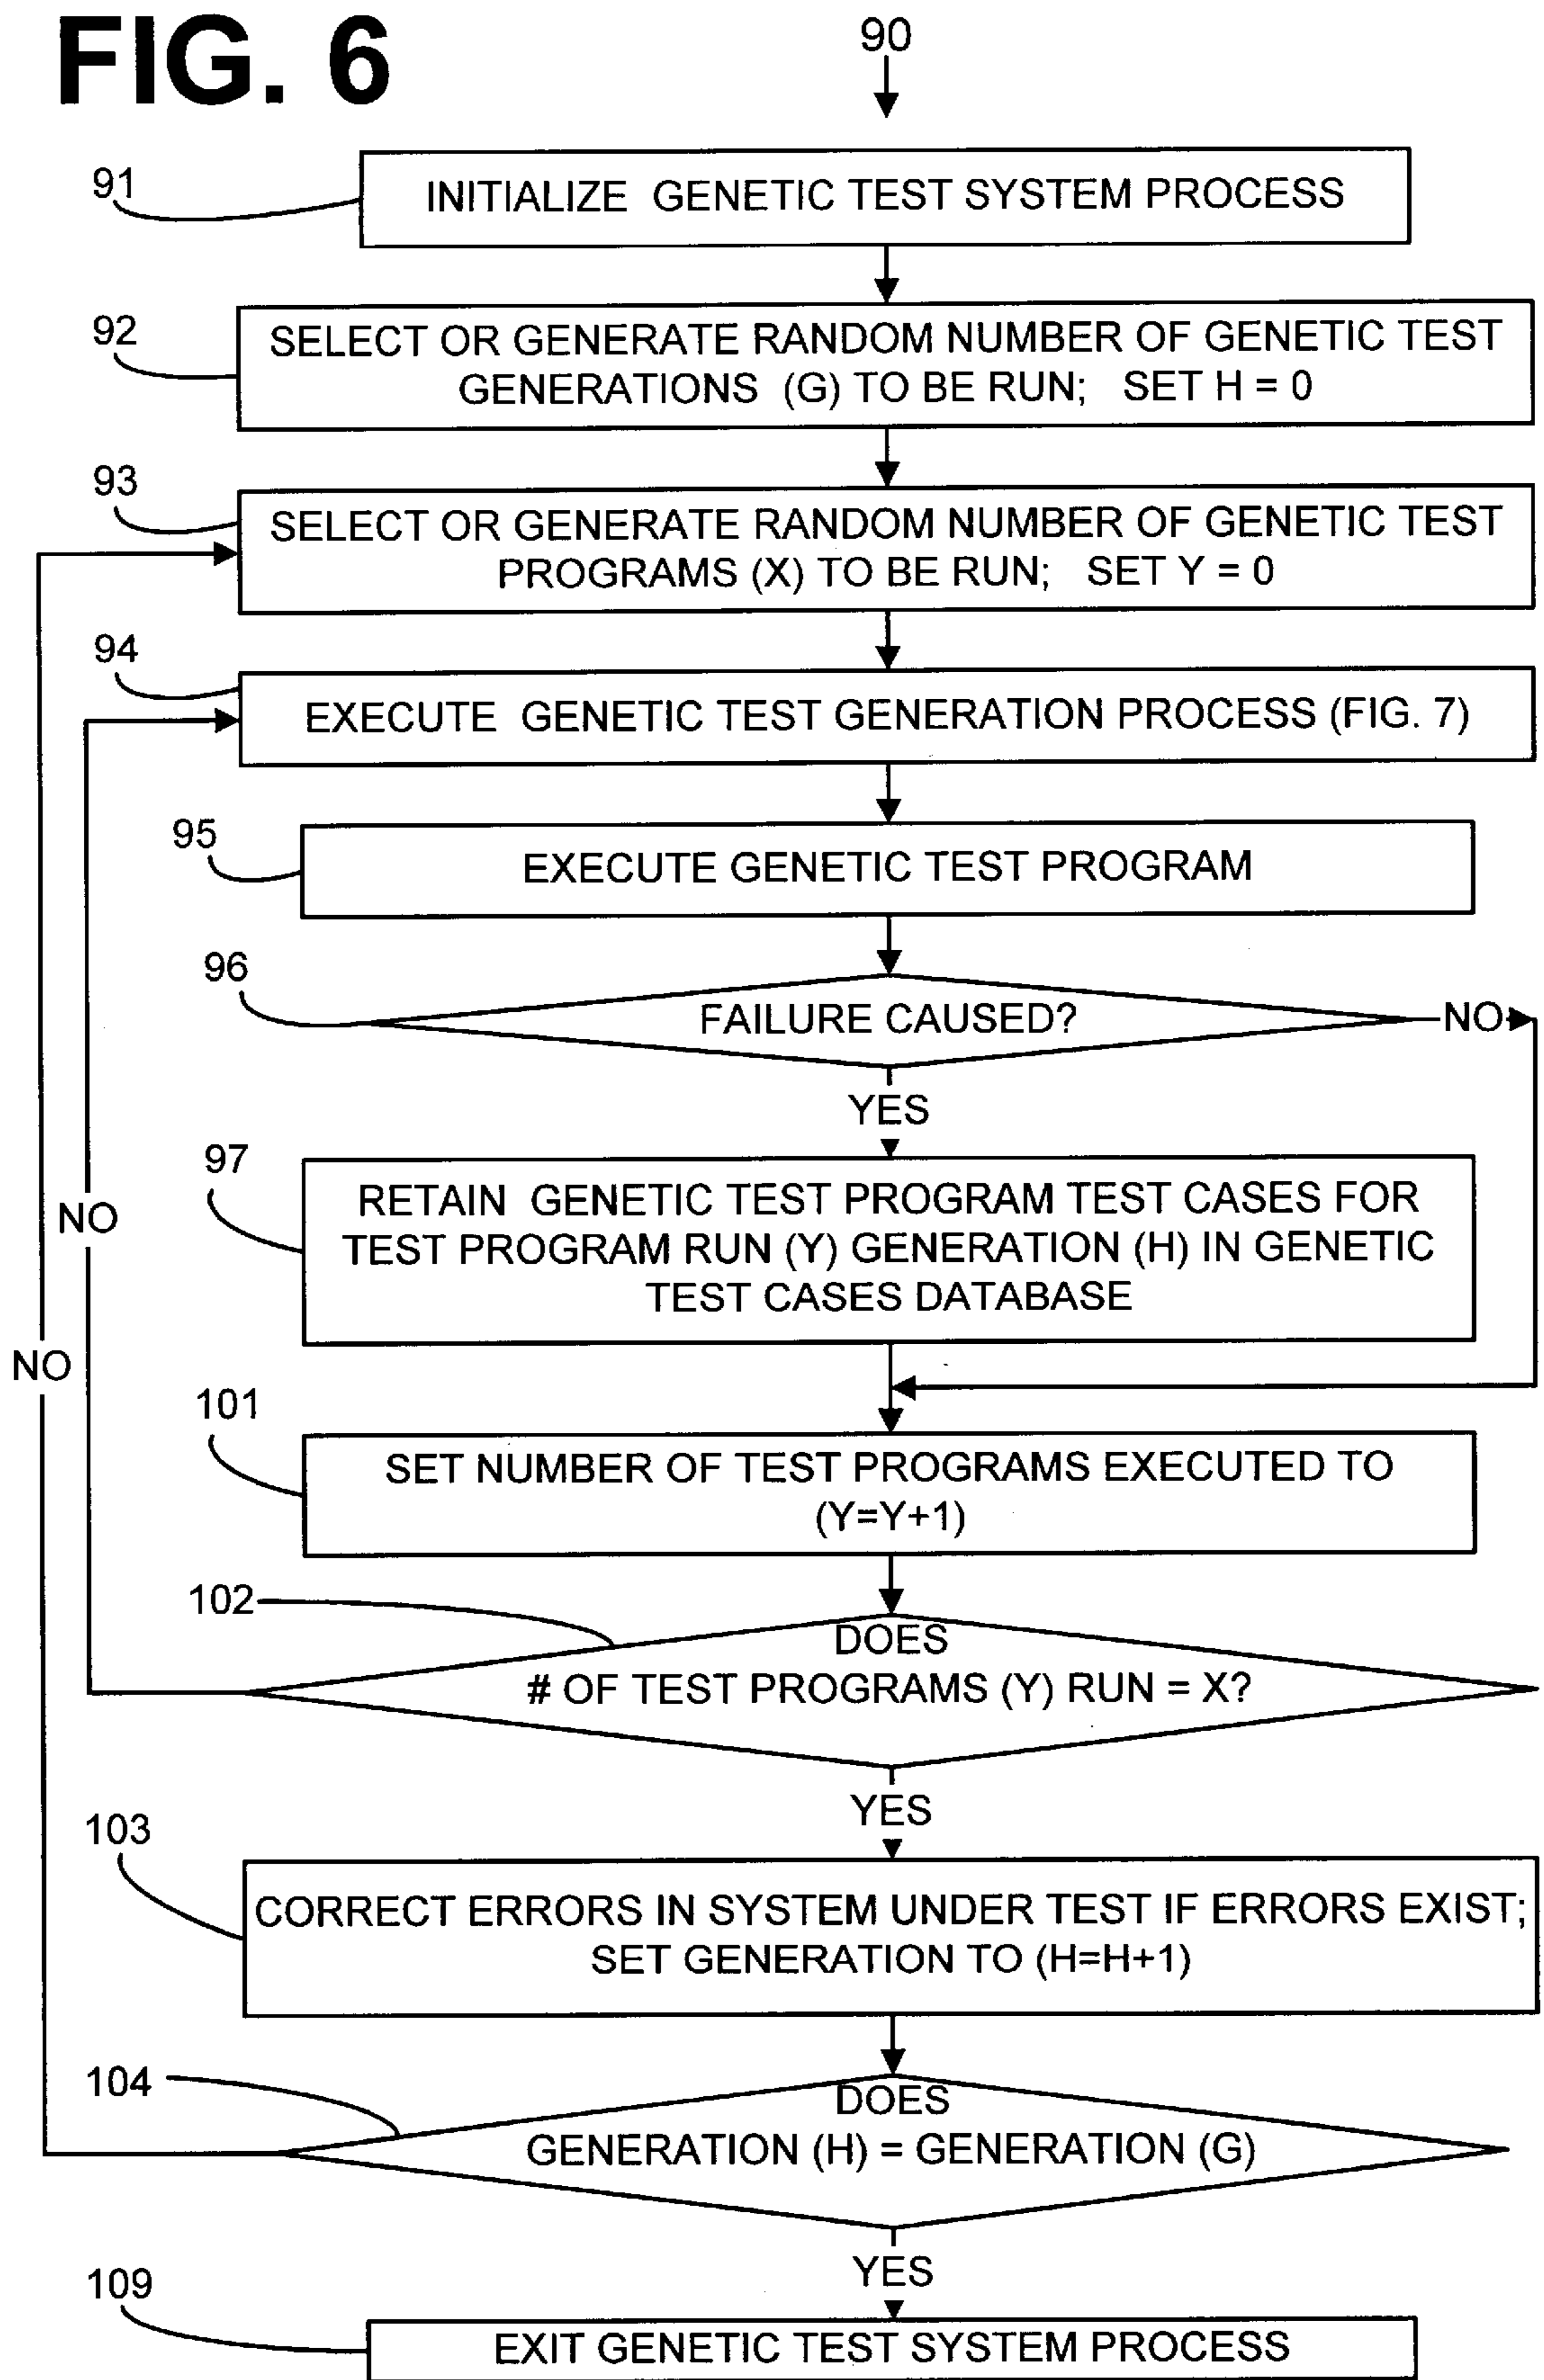 FIG. 6
90
91
INITIALIZE GENETIC TEST SYSTEM PROCESS
92
SELECT OR GENERATE RANDOM NUMBER OF GENETIC TEST
GENERATIONS (G) TO BE RUN; SET H = 0
93
SELECT OR GENERATE RANDOM NUMBER OF GENETIC TEST
PROGRAMS (X) TO BE RUN; SET Y = 0
94
EXECUTE GENETIC TEST GENERATION PROCESS (FIG. 7)
95
EXECUTE GENETIC TEST PROGRAM
96
FAILURE CAUSED?
NO
YES
97
RETAIN GENETIC TEST PROGRAM TEST CASES FOR
TEST PROGRAM RUN (Y) GENERATION (H) IN GENETIC
TEST CASES DATABASE
NO
NO
101
SET NUMBER OF TEST PROGRAMS EXECUTED TO
(Y=Y+1)
102
DOES
# OF TEST PROGRAMS (Y) RUN = X?
YES
103
CORRECT ERRORS IN SYSTEM UNDER TEST IF ERRORS EXIST;
SET GENERATION TO (H=H+1)
104
DOES
GENERATION (H) = GENERATION (G)
YES
109
EXIT GENETIC TEST SYSTEM PROCESS